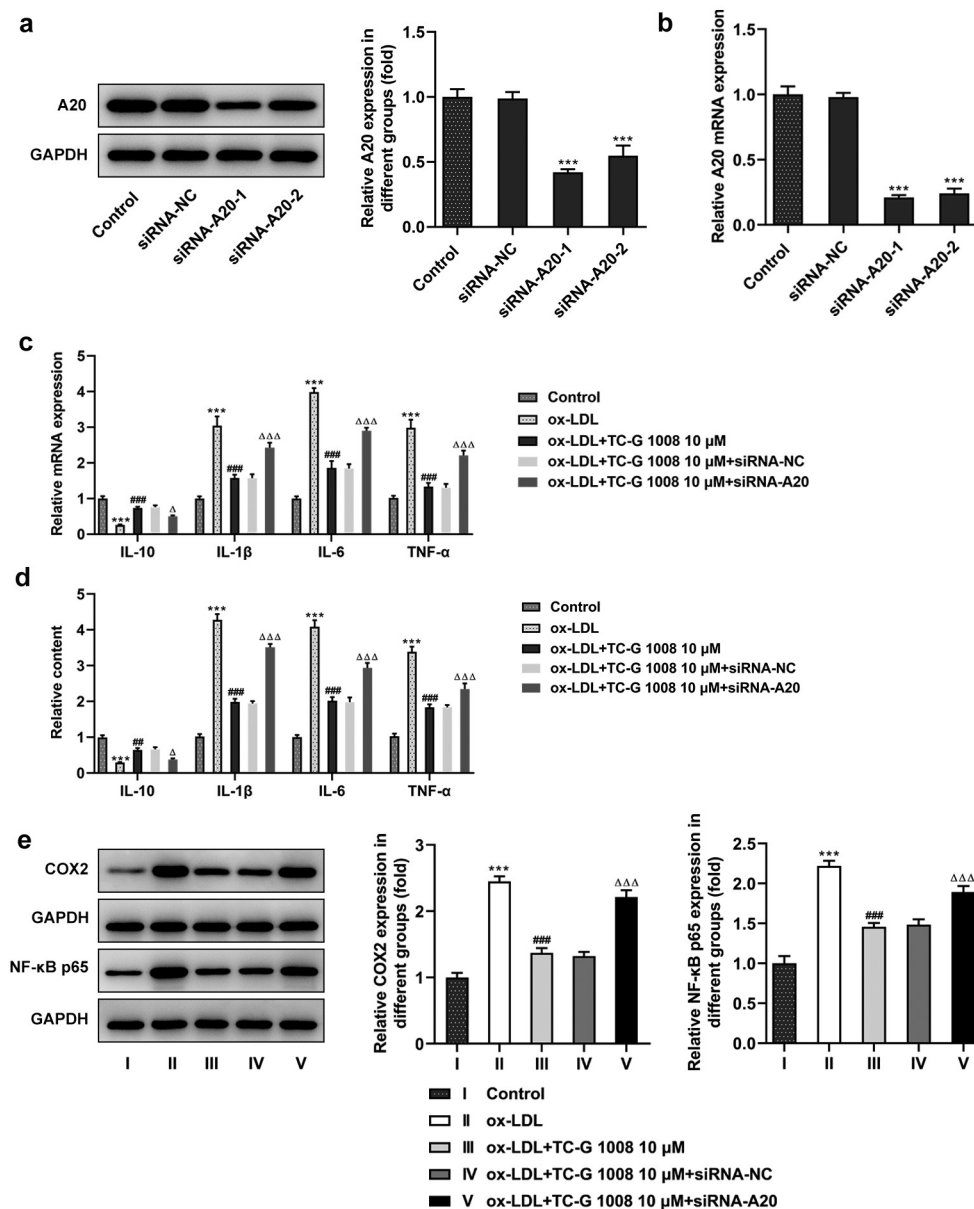 a
A20
GAPDH
Control
siRNA-NC
siRNA-A20-1
siRNA-A20-2
Relative A20 expression in
different groups (fold)
1.5
1.0
0.5
0.0
***
***
Control
siRNA-NC
siRNA-A20-1
siRNA-A20-2
b
Relative A20 mRNA expression
1.5
1.0
0.5
0.0
***
***
Control
siRNA-NC
siRNA-A20-1
siRNA-A20-2
c
Relative mRNA expression
5
4
3
2
1
0
***
###
Δ
***
###
ΔΔΔ
***
###
ΔΔΔ
***
###
ΔΔΔ
IL-10
IL-1β
IL-6
TNF-α
Control
ox-LDL
ox-LDL+TC-G 1008 10 μM
ox-LDL+TC-G 1008 10 μM+siRNA-NC
ox-LDL+TC-G 1008 10 μM+siRNA-A20
d
Relative content
5
4
3
2
1
0
***
##
Δ
***
###
ΔΔΔ
***
###
ΔΔΔ
***
###
ΔΔΔ
IL-10
IL-1β
IL-6
TNF-α
Control
ox-LDL
ox-LDL+TC-G 1008 10 μM
ox-LDL+TC-G 1008 10 μM+siRNA-NC
ox-LDL+TC-G 1008 10 μM+siRNA-A20
e
COX2
GAPDH
NF-κB p65
GAPDH
I II III IV V
Relative COX2 expression in
different groups (fold)
3
2
1
0
***
###
ΔΔΔ
I II III IV V
Relative NF-κB p65 expression in
different groups (fold)
2.5
2.0
1.5
1.0
0.5
0.0
***
###
ΔΔΔ
I II III IV V
I Control
II ox-LDL
III ox-LDL+TC-G 1008 10 μM
IV ox-LDL+TC-G 1008 10 μM+siRNA-NC
V ox-LDL+TC-G 1008 10 μM+siRNA-A20